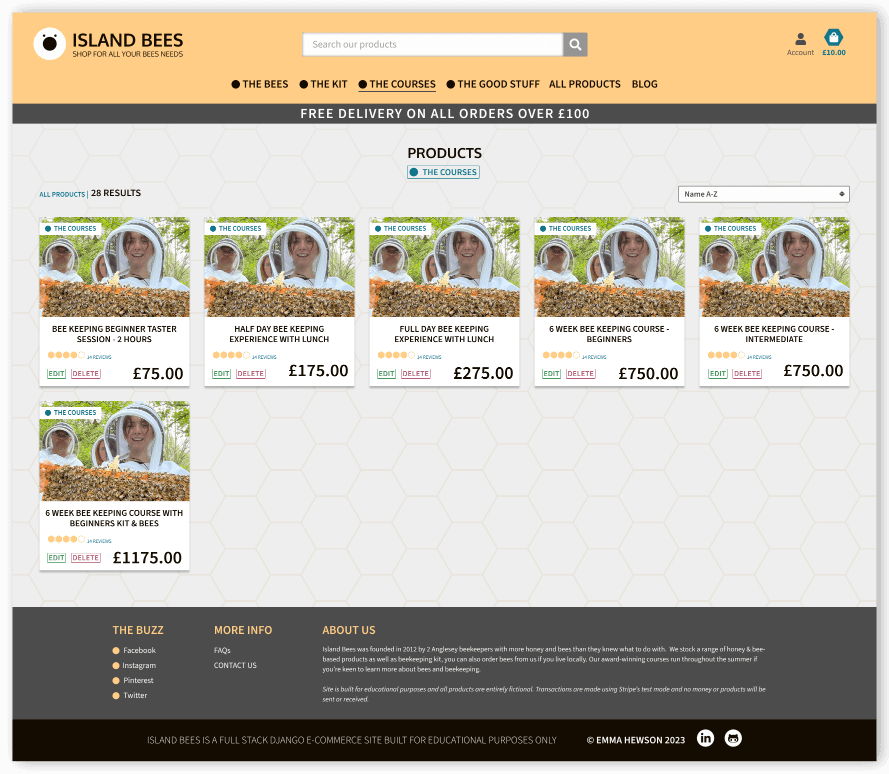 ISLAND BEES
SHOP FOR ALL YOUR BEES NEEDS
Search our products
Account
£10.00
THE BEES THE KIT THE COURSES THE GOOD STUFF ALL PRODUCTS BLOG
FREE DELIVERY ON ALL ORDERS OVER £100
PRODUCTS
THE COURSES
ALL PRODUCTS | 28 RESULTS
Name A-Z
THE COURSES
BEE KEEPING BEGINNER TASTER
SESSION - 2 HOURS
14 REVIEWS
EDIT DELETE £75.00
THE COURSES
HALF DAY BEE KEEPING
EXPERIENCE WITH LUNCH
14 REVIEWS
EDIT DELETE £175.00
THE COURSES
FULL DAY BEE KEEPING
EXPERIENCE WITH LUNCH
14 REVIEWS
EDIT DELETE £275.00
THE COURSES
6 WEEK BEE KEEPING COURSE -
BEGINNERS
14 REVIEWS
EDIT DELETE £750.00
THE COURSES
6 WEEK BEE KEEPING COURSE -
INTERMEDIATE
14 REVIEWS
EDIT DELETE £750.00
THE COURSES
6 WEEK BEE KEEPING COURSE WITH
BEGINNERS KIT & BEES
14 REVIEWS
EDIT DELETE £1175.00
THE BUZZ
Facebook
Instagram
Pinterest
Twitter
MORE INFO
FAQs
CONTACT US
ABOUT US
Island Bees was founded in 2012 by 2 Anglesey beekeepers with more honey and bees than they knew what to do with. We stock a range of honey & bee-
based products as well as beekeeping kit, you can also order bees from us if you live locally. Our award-winning courses run throughout the summer if
you're keen to learn more about bees and beekeeping.
Site is built for educational purposes and all products are entirely fictional. Transactions are made using Stripe's test mode and no money or products will be
sent or received.
ISLAND BEES IS A FULL STACK DJANGO E-COMMERCE SITE BUILT FOR EDUCATIONAL PURPOSES ONLY
© EMMA HEWSON 2023
in